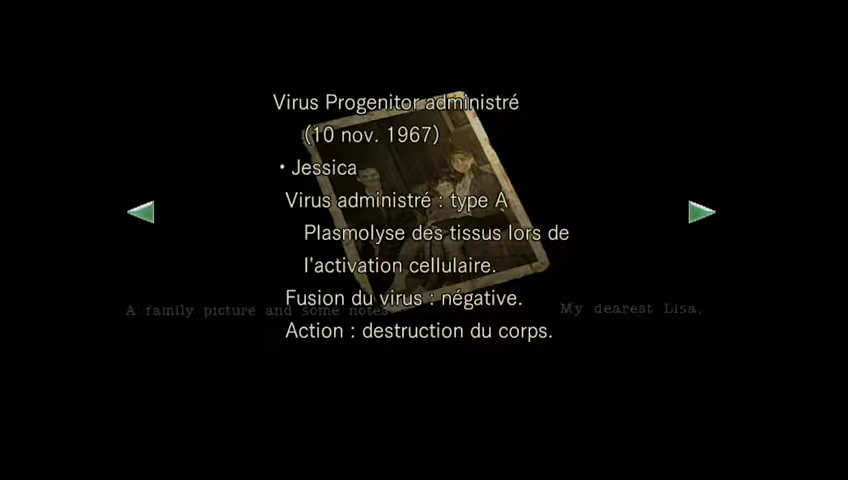 Virus Progenitor administré
(10 nov. 1967)
• Jessica
Virus administré : type A
Plasmolyse des tissus lors de
l'activation cellulaire.
Fusion du virus : négative.
A family picture and some notes
My dearest Lisa,
Action : destruction du corps.